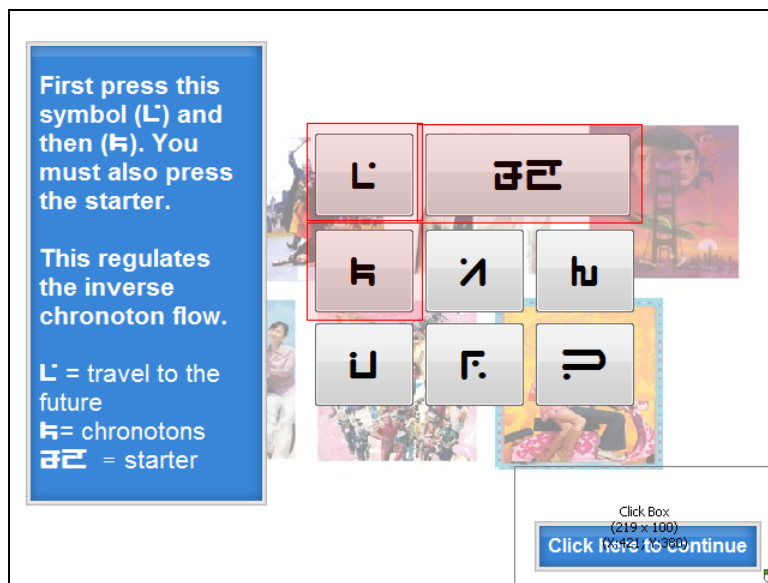 First press this
symbol () and
then (). You
must also press
the starter.
This regulates
the inverse
chronoton flow.
= travel to the
future
= chronotons
= starter
Click Box
(219 x 100)
(X:421, Y:380)
Click here to continue